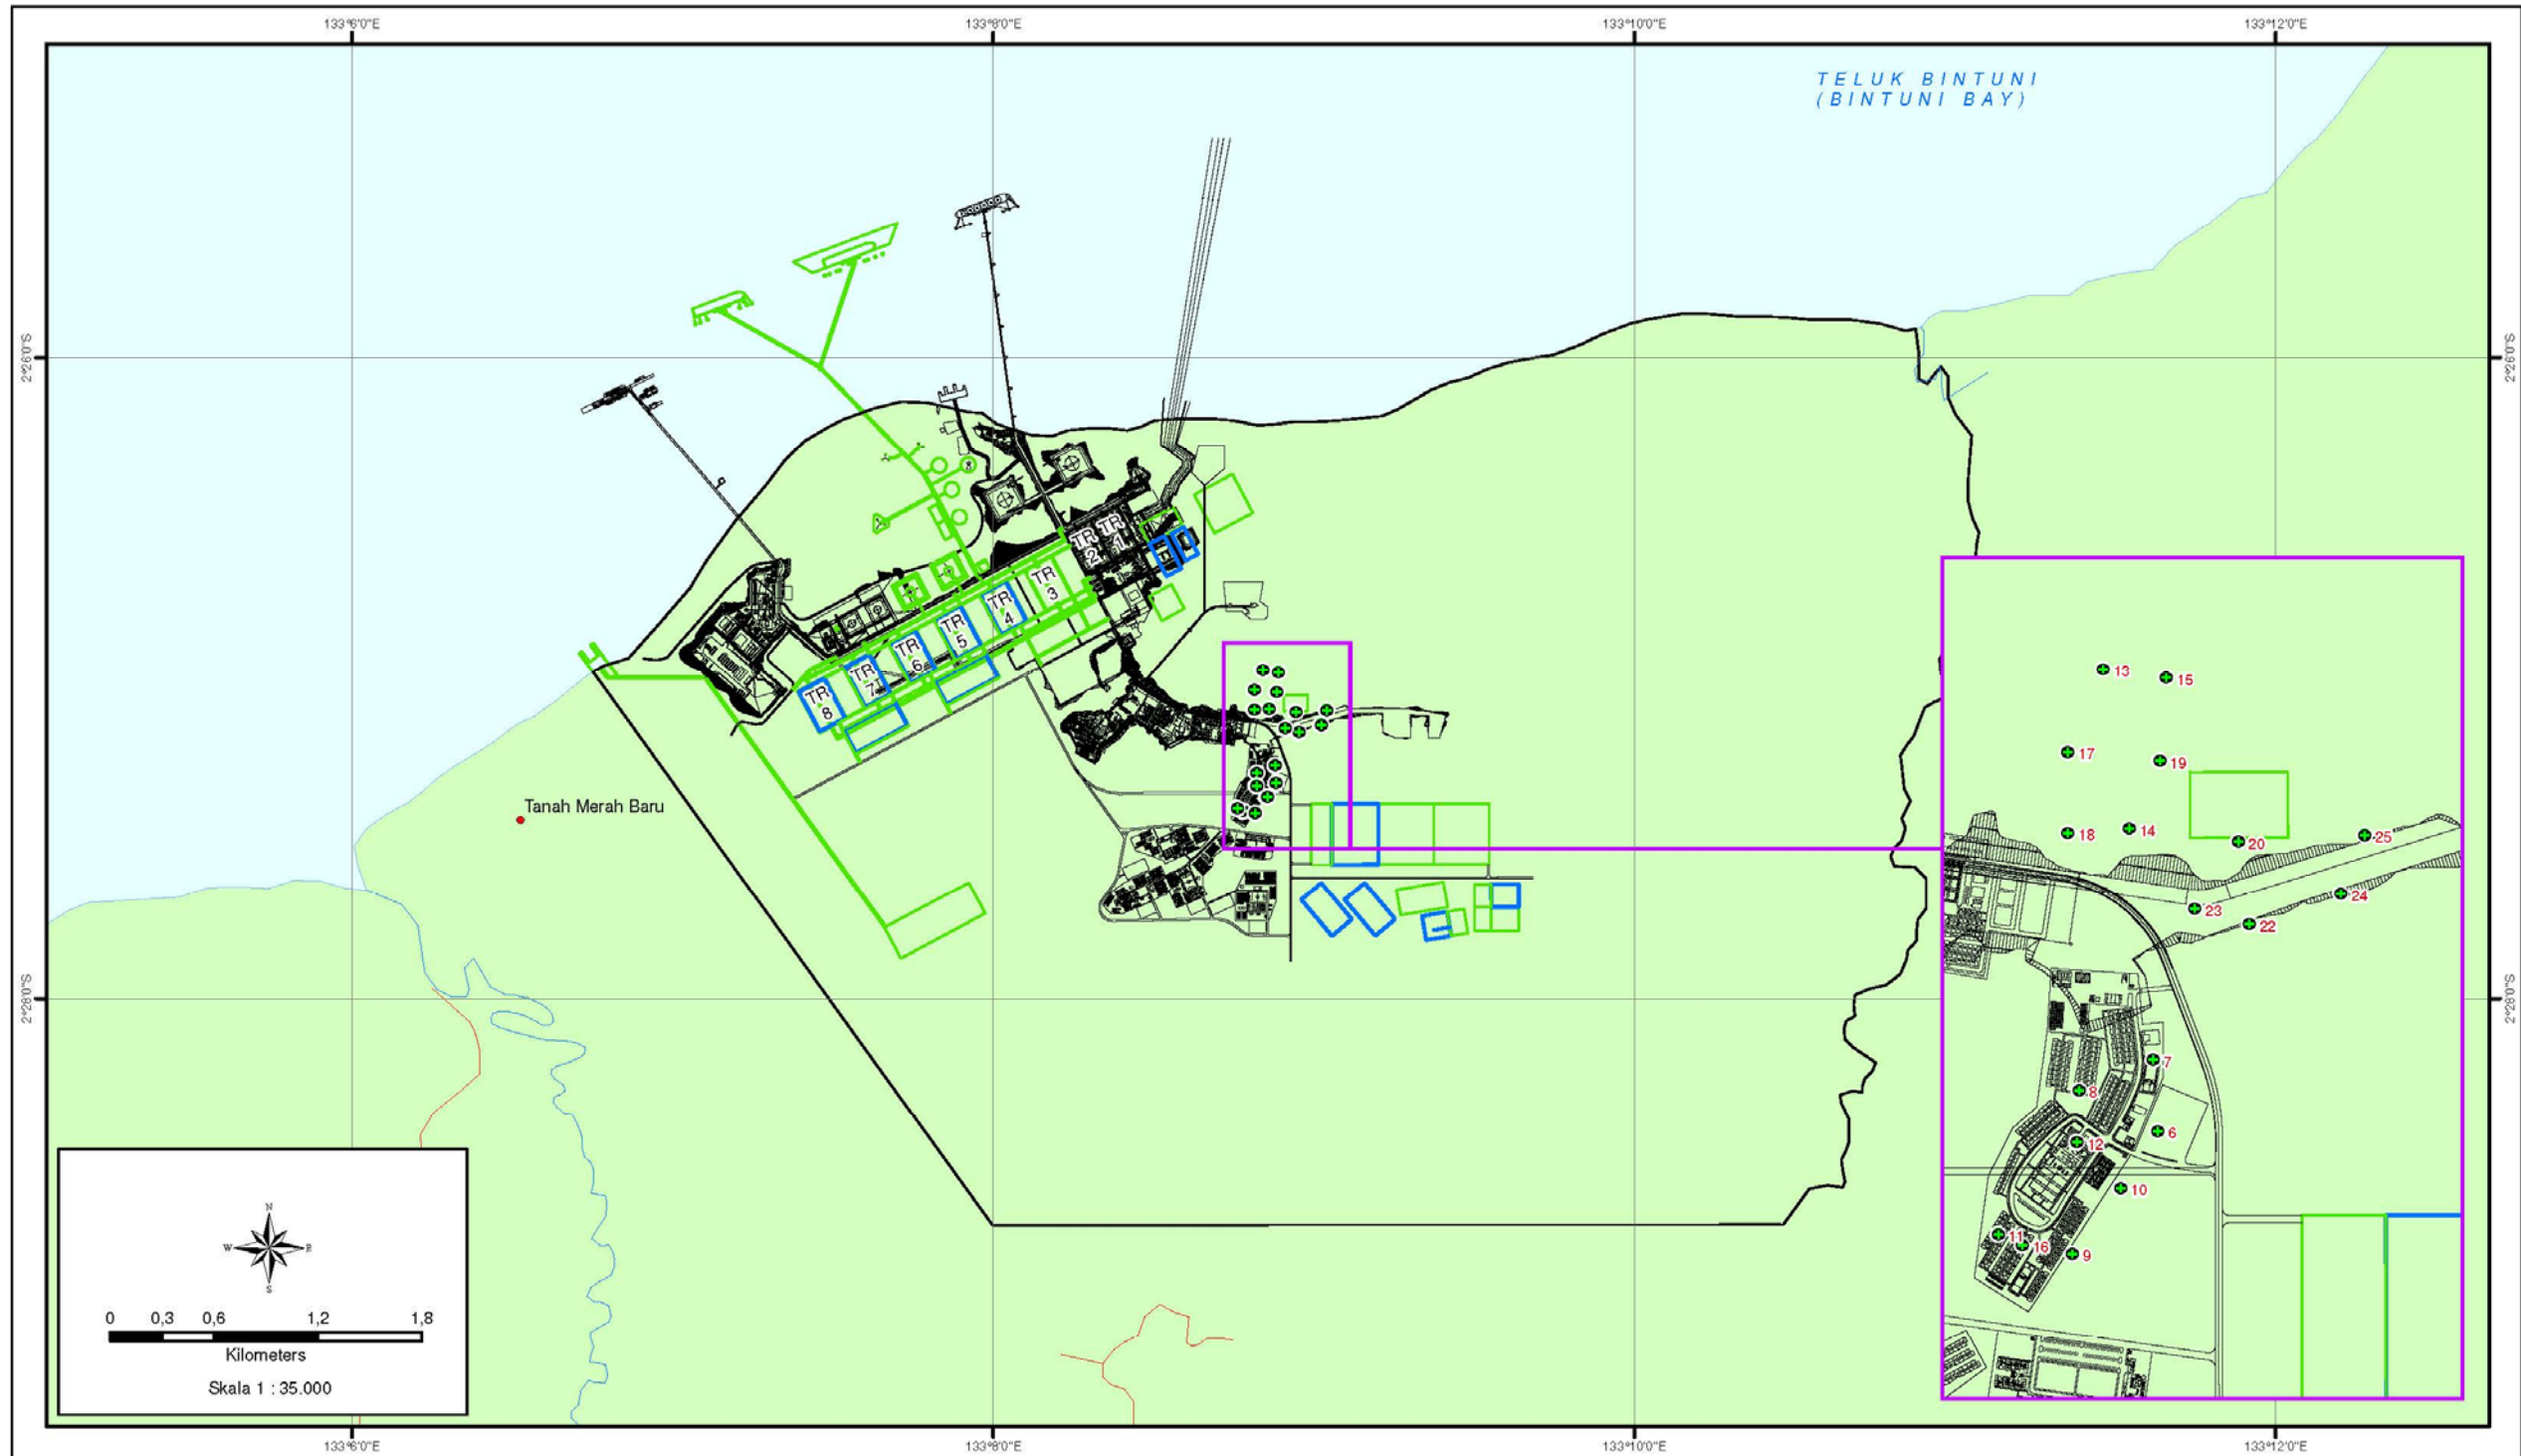 133°6'0"E
133°8'0"E
133°10'0"E
133°12'0"E
TELUK BINTUNI
(BINTUNI BAY)
2°26'0"S
2°26'0"S
TR
1
TR
2
TR
3
TR
4
TR
5
TR
6
TR
7
TR
8
13
15
17
19
Tanah Merah Baru
18
14
20
25
24
23
22
2°28'0"S
2°28'0"S
7
8
6
12
10
11
16
9
N
W
E
S
0
0,3
0,6
1,2
1,8
Kilometers
Skala 1 : 35.000
133°6'0"E
133°8'0"E
133°10'0"E
133°12'0"E